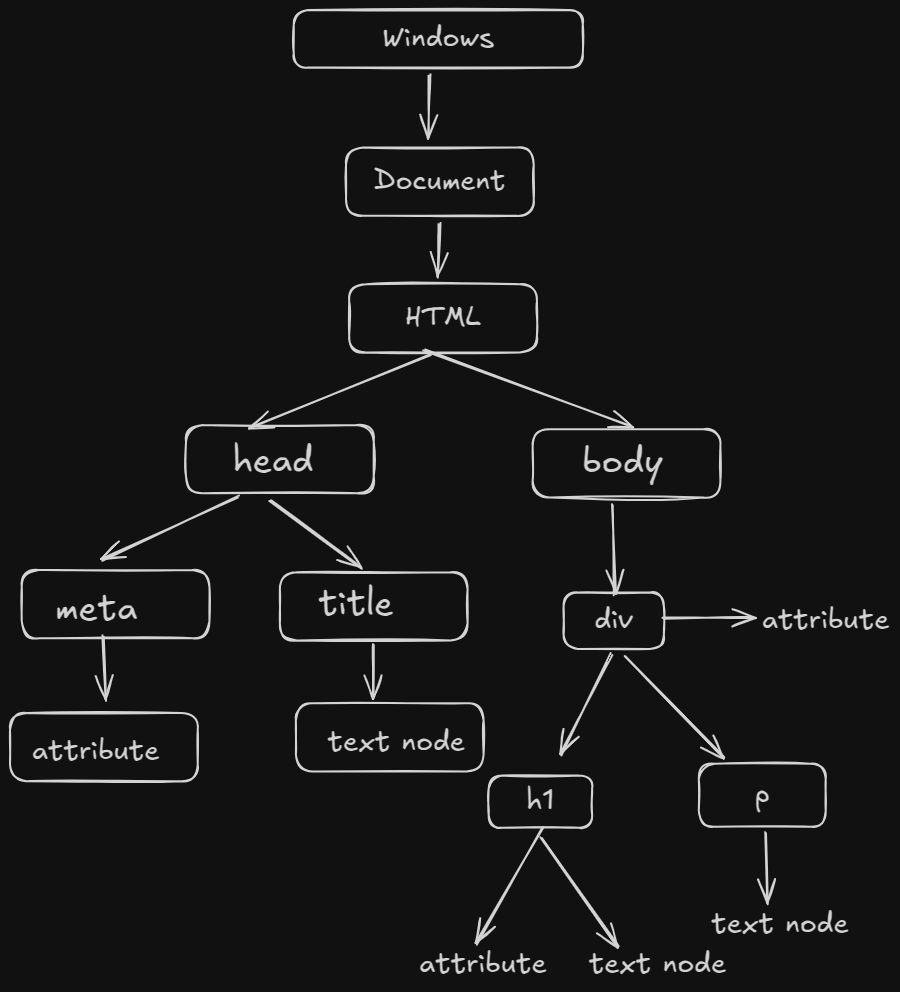 Windows
Document
HTML
head
body
meta
title
div
attribute
attribute
text node
h1
p
text node
attribute
text node